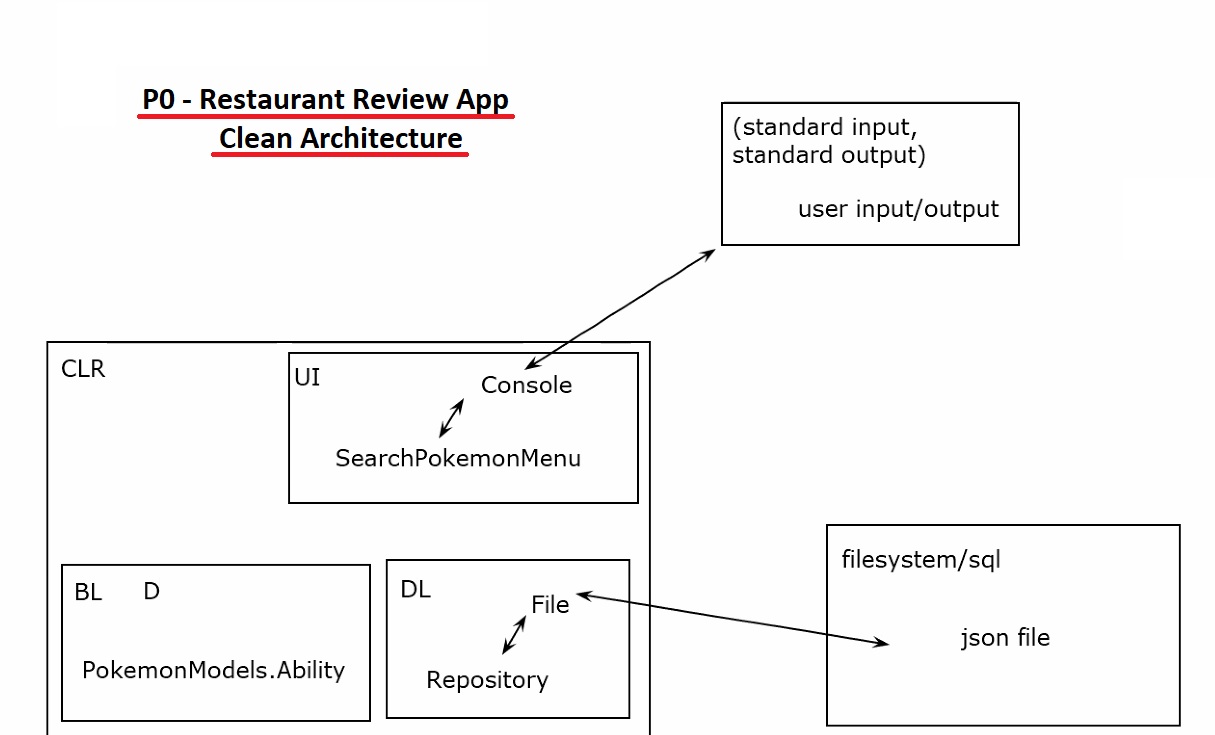 P0 - Restaurant Review App
Clean Architecture
(standard input,
standard output)
user input/output
CLR
UI
Console
SearchPokemonMenu
BL D
PokemonModels.Ability
DL
File
Repository
filesystem/sql
json file